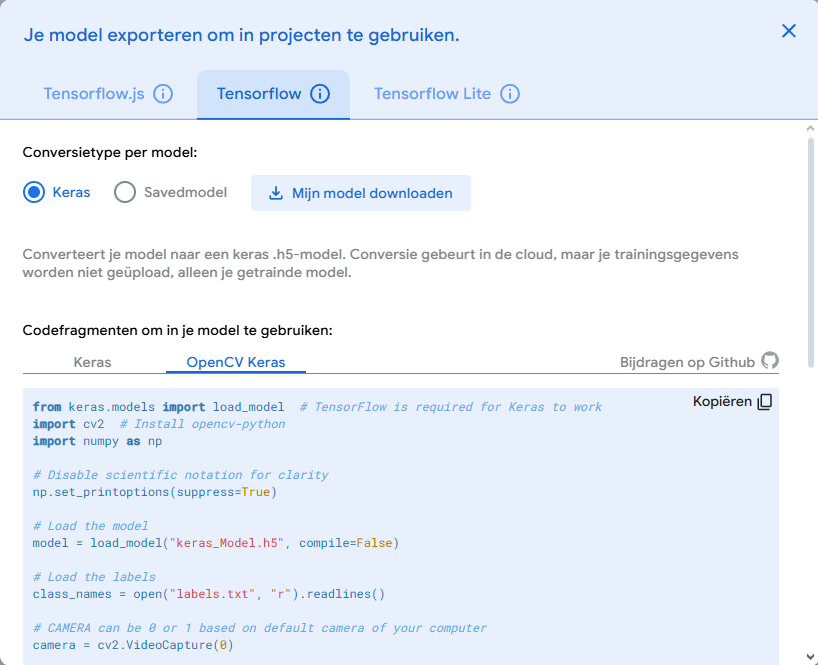 Je model exporteren om in projecten te gebruiken.
Tensorflow.js Tensorflow Tensorflow Lite
Conversietype per model:
Keras Savedmodel Mijn model downloaden
Converteert je model naar een keras .h5-model. Conversie gebeurt in de cloud, maar je trainingsgegevens
worden niet geüpload, alleen je getrainde model.
Codefragmenten om in je model te gebruiken:
Keras OpenCV Keras Bijdragen op Github
Kopiëren
from keras.models import load_model  # TensorFlow is required for Keras to work
import cv2  # Install opencv-python
import numpy as np
# Disable scientific notation for clarity
np.set_printoptions(suppress=True)
# Load the model
model = load_model("keras_Model.h5", compile=False)
# Load the labels
class_names = open("labels.txt", "r").readlines()
# CAMERA can be 0 or 1 based on default camera of your computer
camera = cv2.VideoCapture(0)